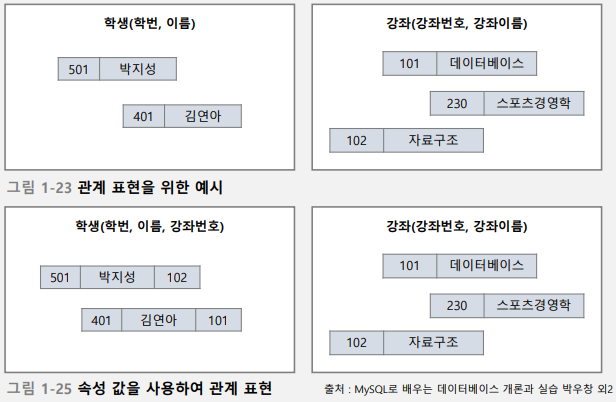 학생(학번, 이름)
501 박지성
401 김연아
강좌(강좌번호, 강좌이름)
101 데이터베이스
230 스포츠경영학
102 자료구조
그림 1-23 관계 표현을 위한 예시
학생(학번, 이름, 강좌번호)
501 박지성 102
401 김연아 101
강좌(강좌번호, 강좌이름)
101 데이터베이스
230 스포츠경영학
102 자료구조
그림 1-25 속성 값을 사용하여 관계 표현
출처 : MySQL로 배우는 데이터베이스 개론과 실습 박우창 외2